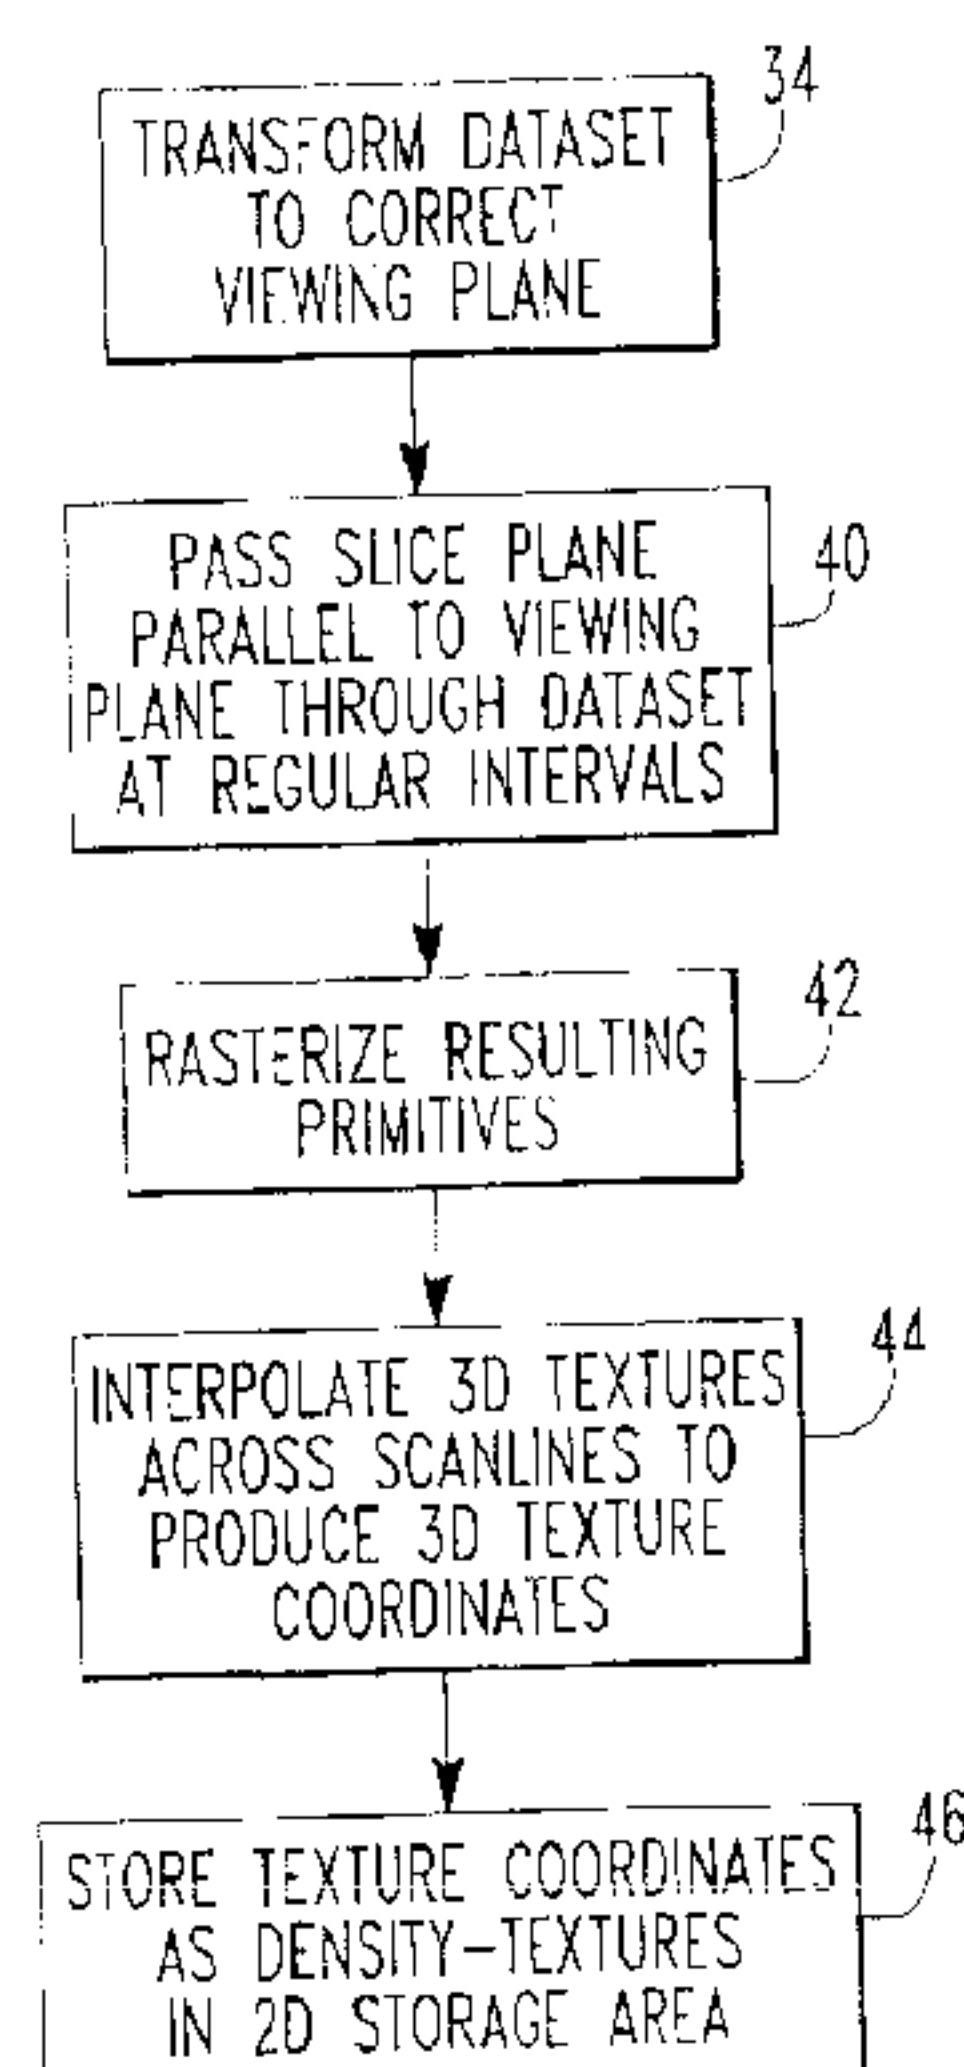 34
TRANSFORM DATASET
TO CORRECT
VIEWING PLANE
40
PASS SLICE PLANE
PARALLEL TO VIEWING
PLANE THROUGH DATASET
AT REGULAR INTERVALS
42
RASTERIZE RESULTING
PRIMITIVES
44
INTERPOLATE 3D TEXTURES
ACROSS SCANLINES TO
PRODUCE 3D TEXTURE
COORDINATES
46
STORE TEXTURE COORDINATES
AS DENSITY-TEXTURES
IN 2D STORAGE AREA